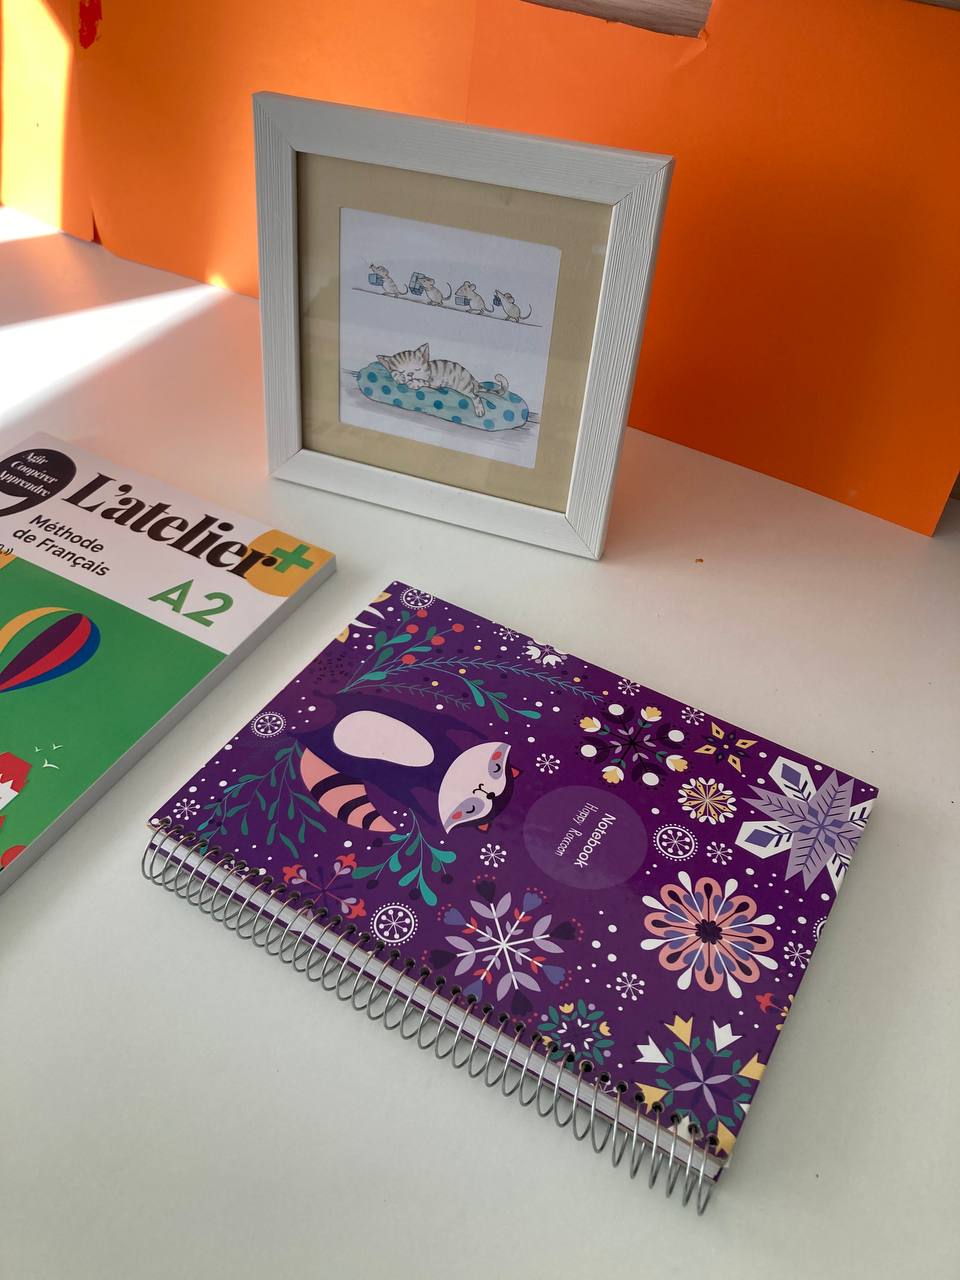 Agir
Coopérer
Apprendre
L'atelier+
Méthode
de Français
A2
Notebook
Happy Raccoon